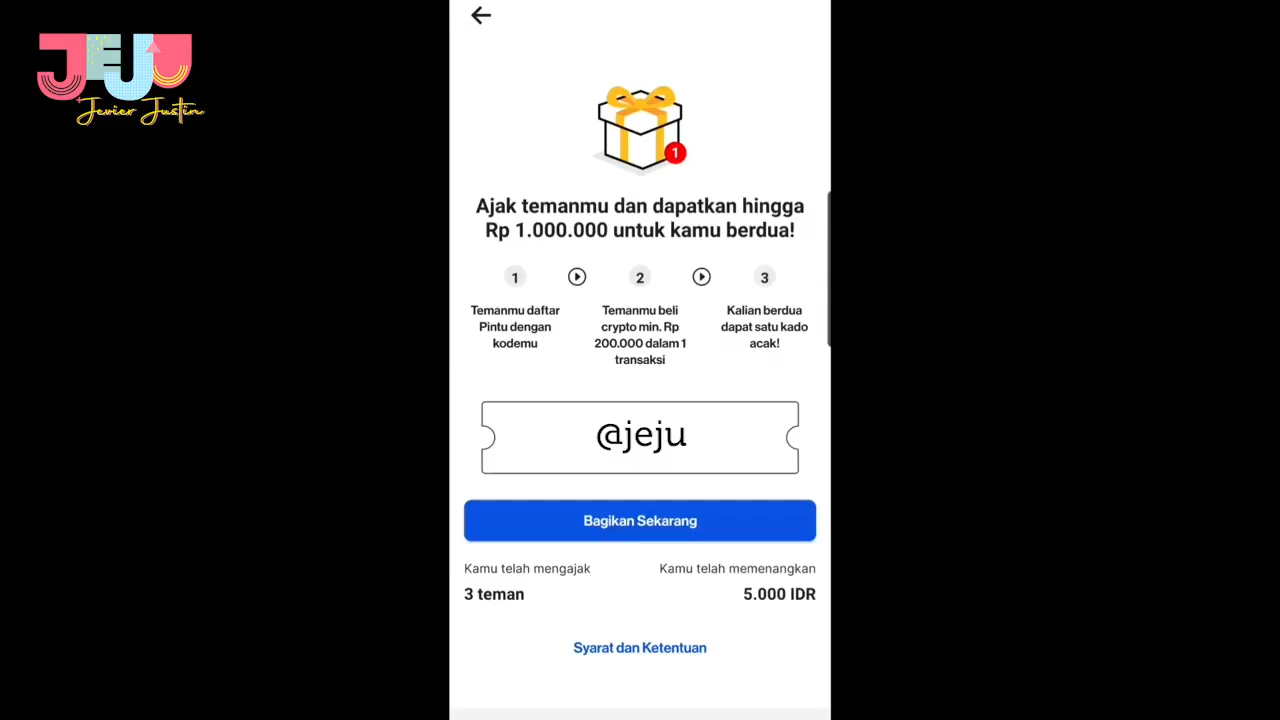 JEJU
Jevier Justin
1
Ajak temanmu dan dapatkan hingga
Rp 1.000.000 untuk kamu berdua!
1 2 3
Temanmu daftar
Pintu dengan
kodemu
Temanmu beli
crypto min. Rp
200.000 dalam 1
transaksi
Kalian berdua
dapat satu kado
acak!
@jeju
Bagikan Sekarang
Kamu telah mengajak
3 teman
Kamu telah memenangkan
5.000 IDR
Syarat dan Ketentuan